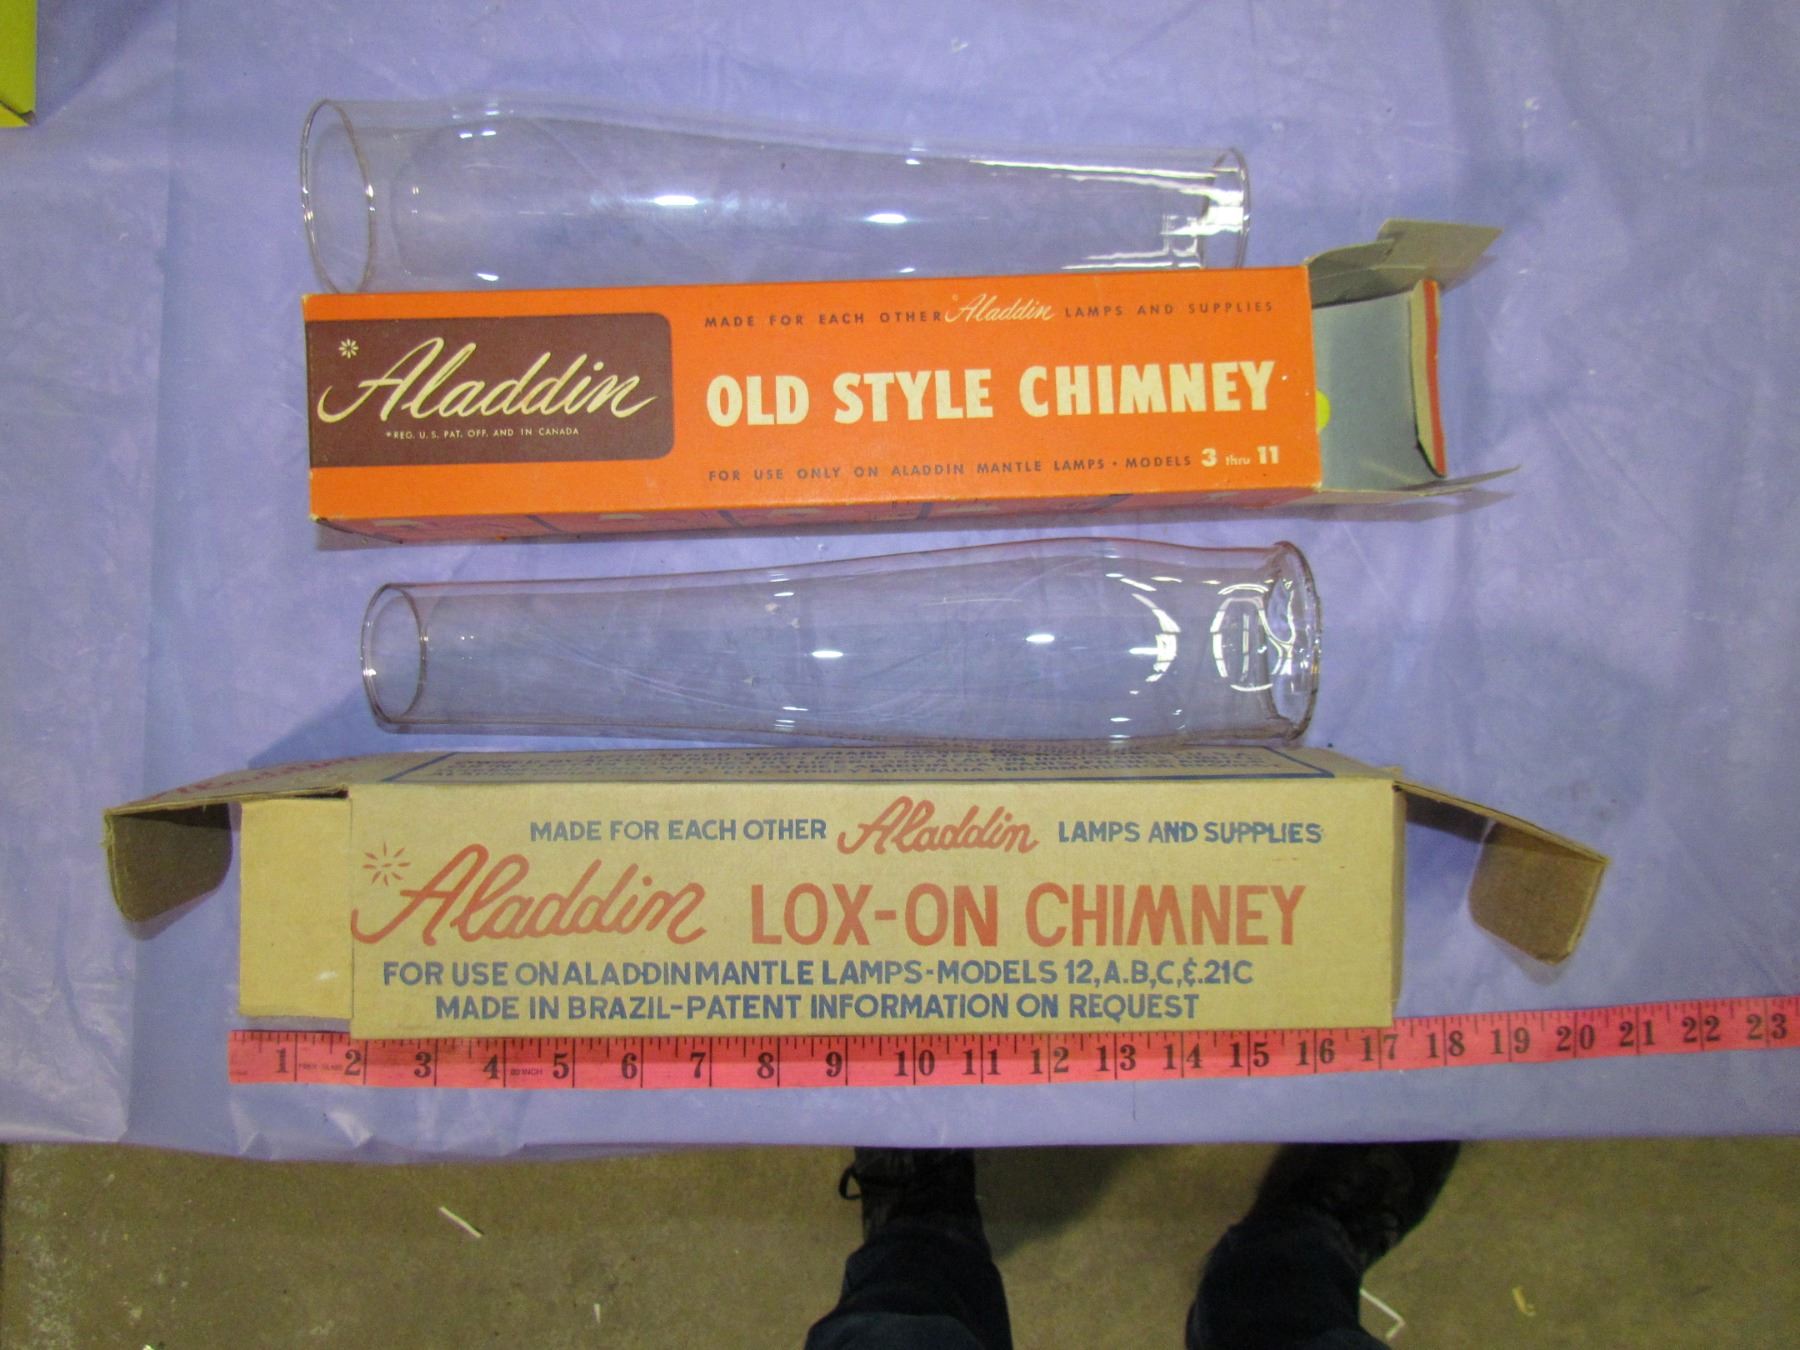 MADE FOR EACH OTHER Aladdin LAMPS AND SUPPLIES
Aladdin
*REG. U.S. PAT. OFF. AND IN CANADA
OLD STYLE CHIMNEY
FOR USE ONLY ON ALADDIN MANTLE LAMPS • MODELS 3 thru 11
MADE FOR EACH OTHER Aladdin LAMPS AND SUPPLIES
Aladdin LOX-ON CHIMNEY
FOR USE ON ALADDIN MANTLE LAMPS-MODELS 12, A.B,C,&.21C
MADE IN BRAZIL-PATENT INFORMATION ON REQUEST
1 2 3 4 5 6 7 8 9 10 11 12 13 14 15 16 17 18 19 20 21 22 23